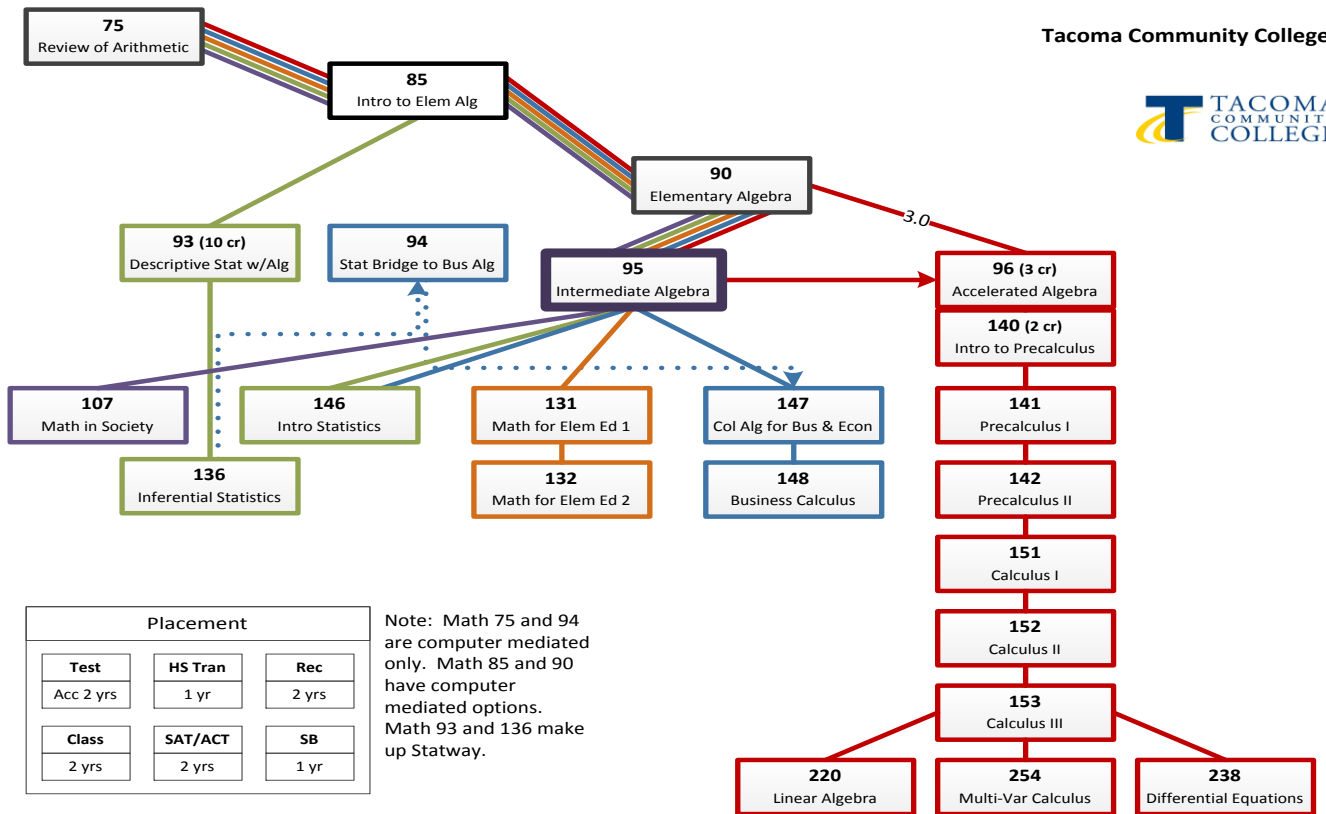 75
Review of Arithmetic
Tacoma Community College
85
Intro to Elem Alg
TACOMA
COMMUNITY
COLLEGE
90
Elementary Algebra
3.0
93 (10 cr)
Descriptive Stat w/Alg
94
Stat Bridge to Bus Alg
95
Intermediate Algebra
96 (3 cr)
Accelerated Algebra
140 (2 cr)
Intro to Precalculus
107
Math in Society
146
Intro Statistics
131
Math for Elem Ed 1
147
Col Alg for Bus & Econ
141
Precalculus I
136
Inferential Statistics
132
Math for Elem Ed 2
148
Business Calculus
142
Precalculus II
151
Calculus I
152
Calculus II
153
Calculus III
220
Linear Algebra
254
Multi-Var Calculus
238
Differential Equations
Placement
Test
Acc 2 yrs
HS Tran
1 yr
Rec
2 yrs
Class
2 yrs
SAT/ACT
2 yrs
SB
1 yr
Note: Math 75 and 94
are computer mediated
only. Math 85 and 90
have computer
mediated options.
Math 93 and 136 make
up Statway.